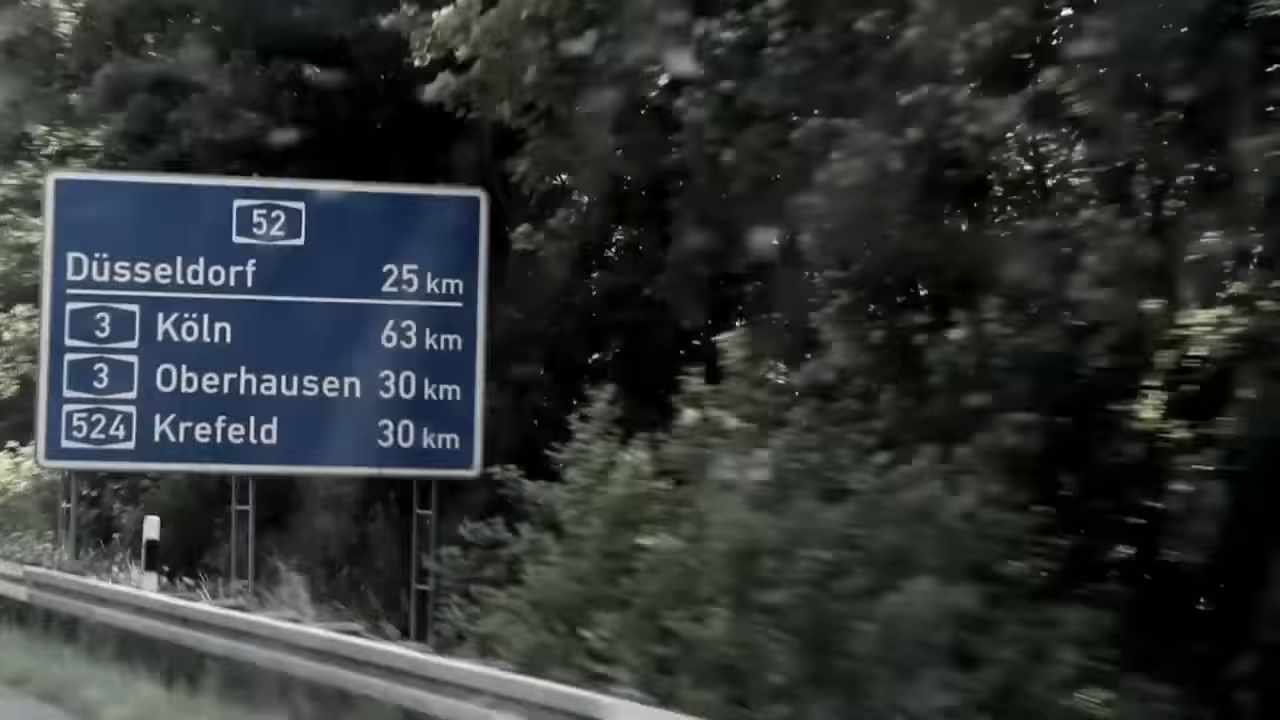 52
Düsseldorf 25 km
3 Köln 63 km
3 Oberhausen 30 km
524 Krefeld 30 km